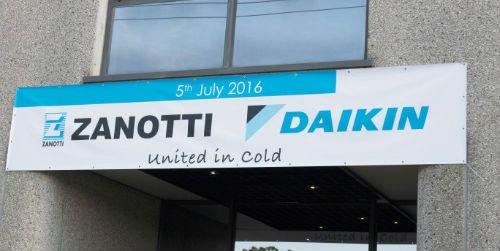 5th July 2016
ZANOTTI ZANOTTI DAIKIN
United in Cold